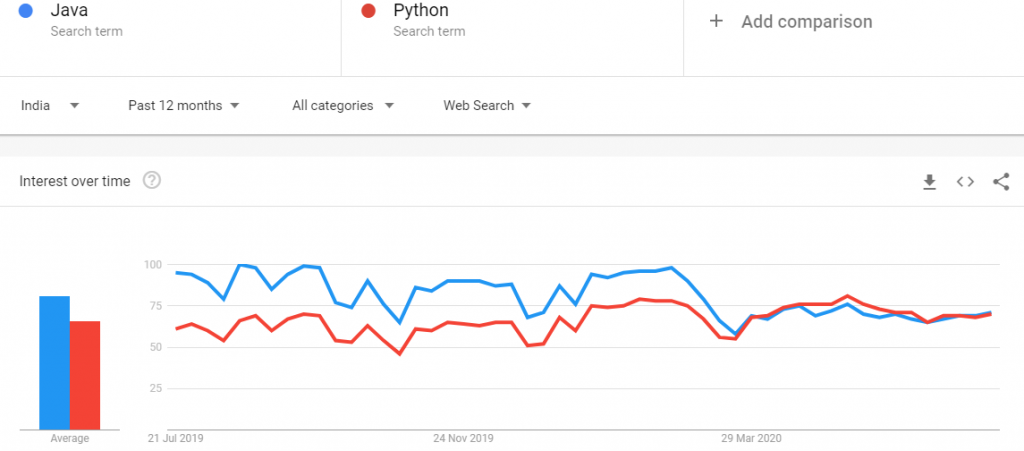 Java
Search term
Python
Search term
+ Add comparison
India
Past 12 months
All categories
Web Search
Interest over time ?
100
75
50
25
Average
21 Jul 2019
24 Nov 2019
29 Mar 2020